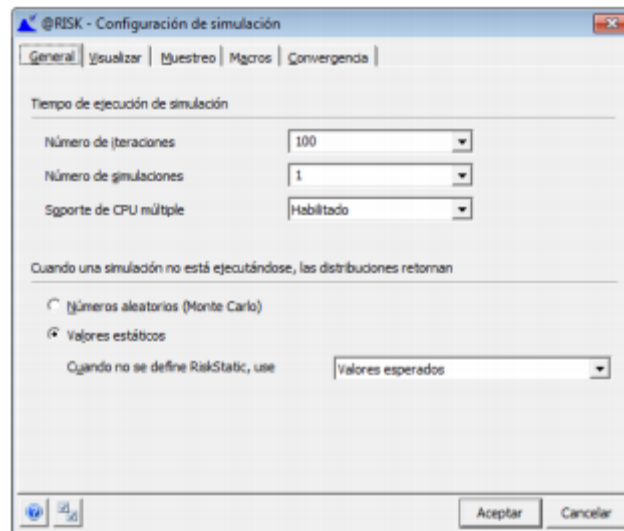 @RISK - Configuración de simulación
General Visualizar Muestreo Macros Convergencia
Tiempo de ejecución de simulación
Número de iteraciones 100
Número de simulaciones 1
Soporte de CPU múltiple Habilitado
Cuando una simulación no está ejecutándose, las distribuciones retornan
Números aleatorios (Monte Carlo)
Valores estáticos
Cuando no se define RiskStatic, use Valores esperados
Aceptar Cancelar